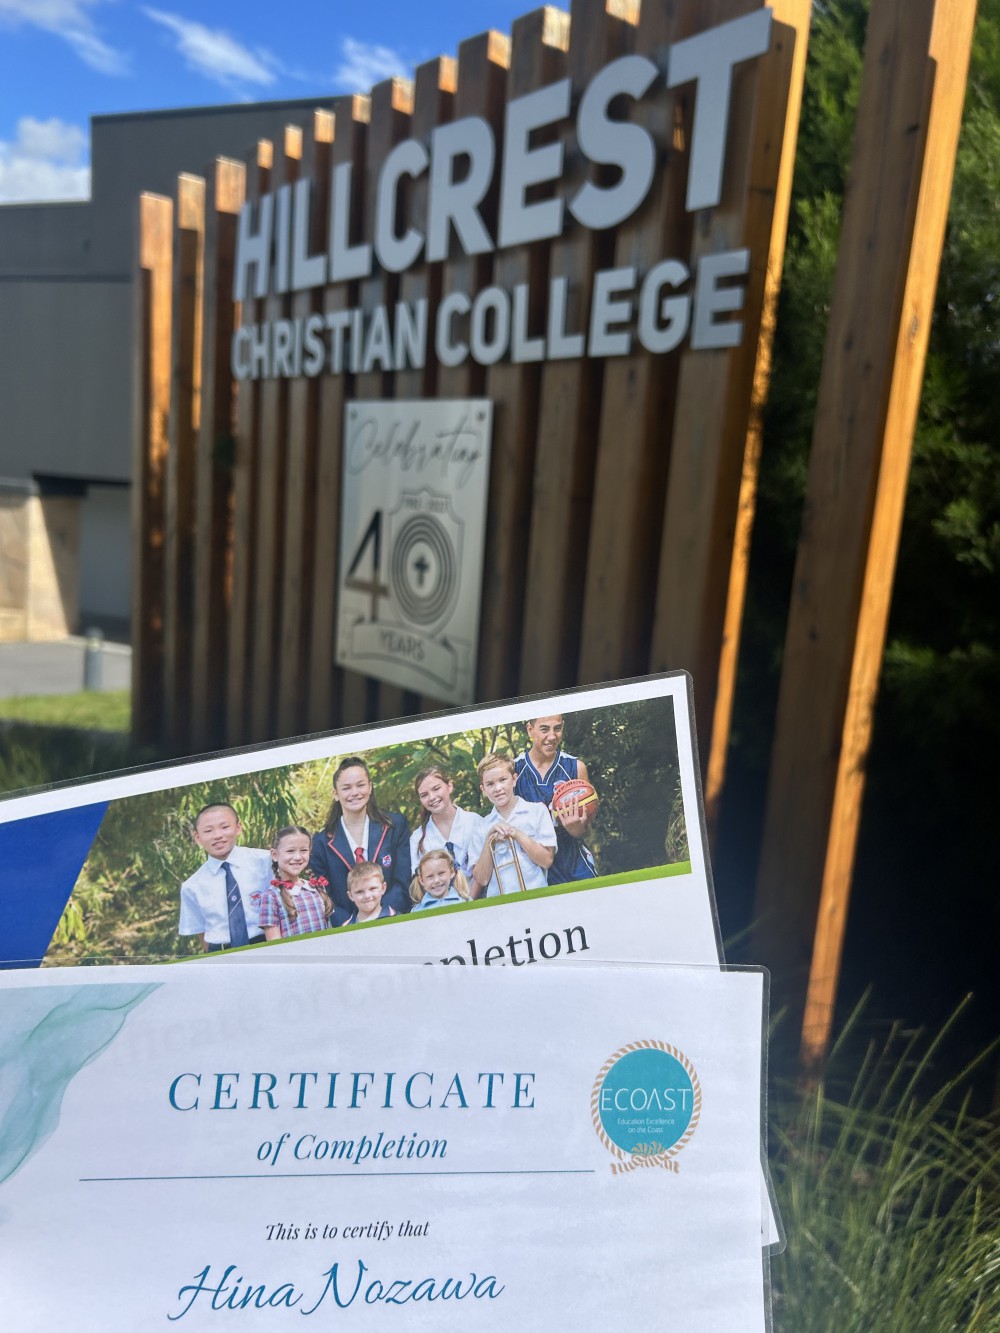 HILLCREST
CHRISTIAN COLLEGE
Celebrating
40
YEARS
pletion
CERTIFICATE
of Completion
ECOAST
Education Excellence
on the Coast
This is to certify that
Hina Nozawa